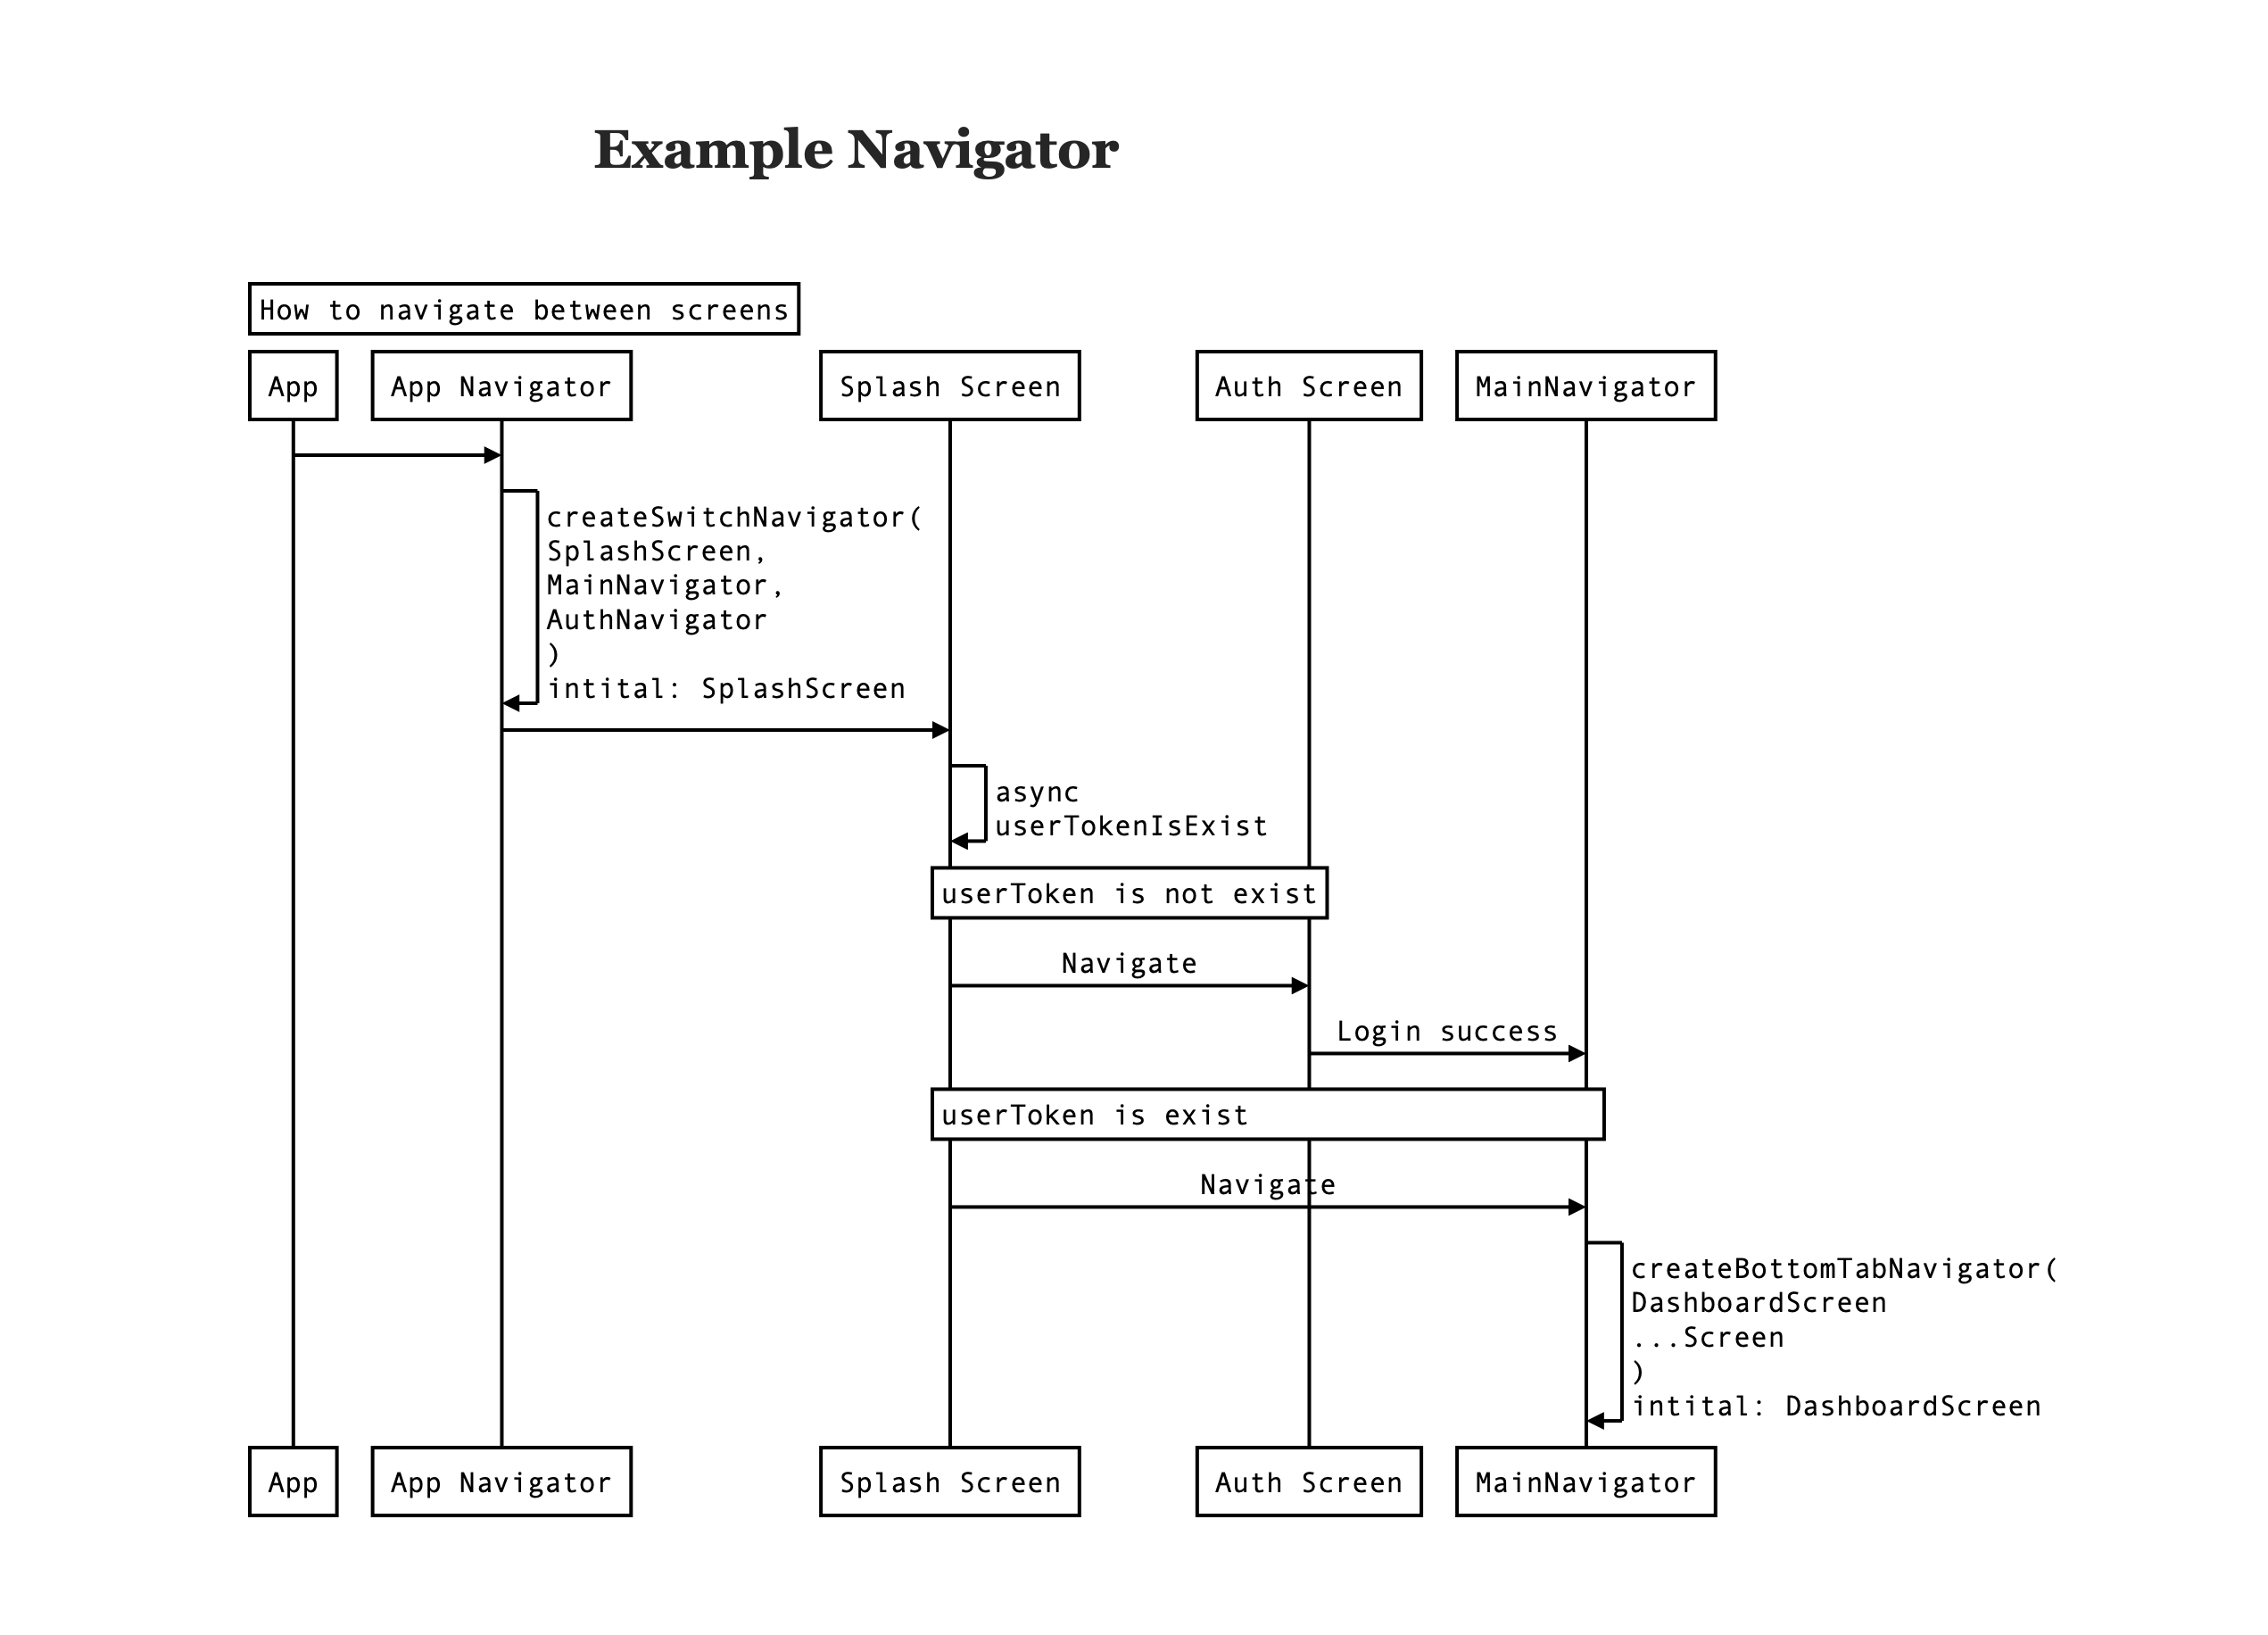 Example Navigator
How to navigate between screens
App
App Navigator
Splash Screen
Auth Screen
MainNavigator
createSwitchNavigator(
SplashScreen,
MainNavigator,
AuthNavigator
)
intital: SplashScreen
async
userTokenIsExist
userToken is not exist
Navigate
Login success
userToken is exist
Navigate
createBottomTabNavigator(
DashboardScreen
...Screen
)
intital: DashboardScreen
App
App Navigator
Splash Screen
Auth Screen
MainNavigator